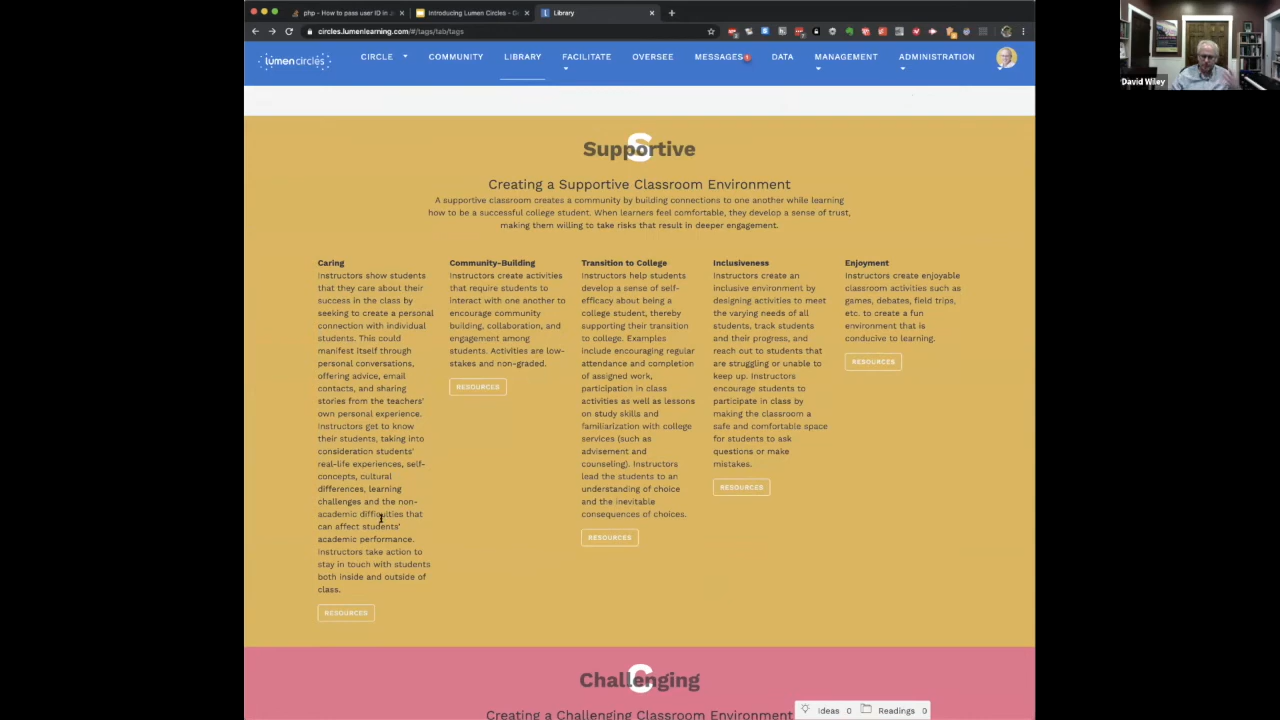 php - How to pass user ID in J
Introducing Lumen Circles - G
Library
circles.lumenlearning.com/#/tags/tab/tags
lumen circles
CIRCLE
COMMUNITY
LIBRARY
FACILITATE
OVERSEE
MESSAGES
DATA
MANAGEMENT
ADMINISTRATION
David Wiley
S
Supportive
Creating a Supportive Classroom Environment
A supportive classroom creates a community by building connections to one another while learning
how to be a successful college student. When learners feel comfortable, they develop a sense of trust,
making them willing to take risks that result in deeper engagement.
Caring
Instructors show students
that they care about their
success in the class by
seeking to create a personal
connection with individual
students. This could
manifest itself through
personal conversations,
offering advice, email
contacts, and sharing
stories from the teachers'
own personal experience.
Instructors get to know
their students, taking into
consideration students'
real-life experiences, self-
concepts, cultural
differences, learning
challenges and the non-
academic difficulties that
can affect students'
academic performance.
Instructors take action to
stay in touch with students
both inside and outside of
class.
RESOURCES
Community-Building
Instructors create activities
that require students to
interact with one another to
encourage community
building, collaboration, and
engagement among
students. Activities are low-
stakes and non-graded.
RESOURCES
Transition to College
Instructors help students
develop a sense of self-
efficacy about being a
college student, thereby
supporting their transition
to college. Examples
include encouraging regular
attendance and completion
of assigned work,
participation in class
activities as well as lessons
on study skills and
familiarization with college
services (such as
advisement and
counseling). Instructors
lead the students to an
understanding of choice
and the inevitable
consequences of choices.
RESOURCES
Inclusiveness
Instructors create an
inclusive environment by
designing activities to meet
the varying needs of all
students, track students
and their progress, and
reach out to students that
are struggling or unable to
keep up. Instructors
encourage students to
participate in class by
making the classroom a
safe and comfortable space
for students to ask
questions or make
mistakes.
RESOURCES
Enjoyment
Instructors create enjoyable
classroom activities such as
games, debates, field trips,
etc. to create a fun
environment that is
conducive to learning.
RESOURCES
C
Challenging
Creating a Challenging Classroom Environment
Ideas 0
Readings 0